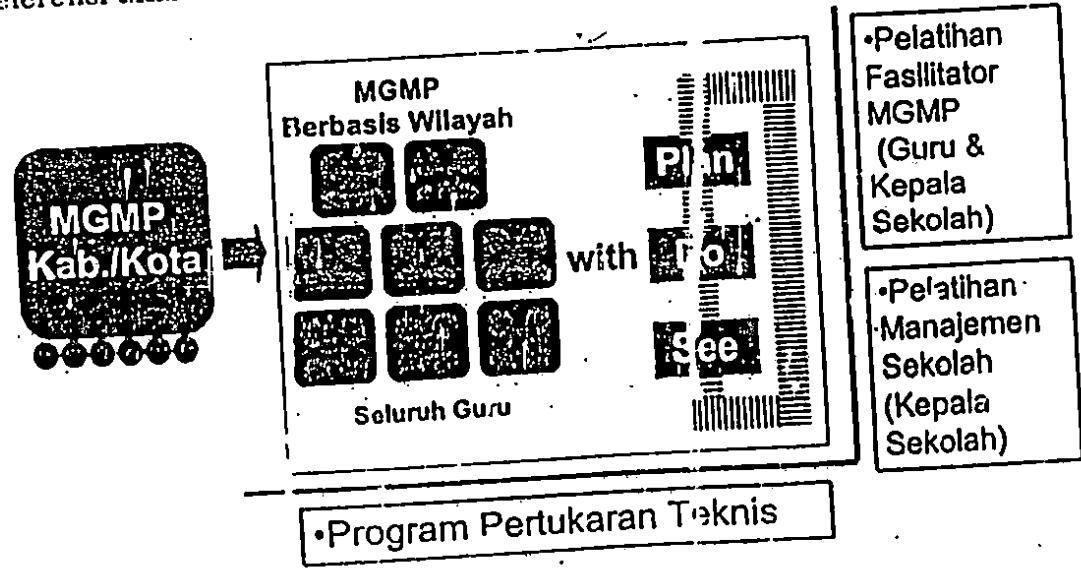 MGMP
Berbasis Wilayah
MGMP
Kab./Kota
with
Plan
Do
See
Seluruh Guru
•Pelatihan
Fasilitator
MGMP
(Guru &
Kepala
Sekolah)
•Pelatihan
Manajemen
Sekolah
(Kepala
Sekolah)
•Program Pertukaran Teknis